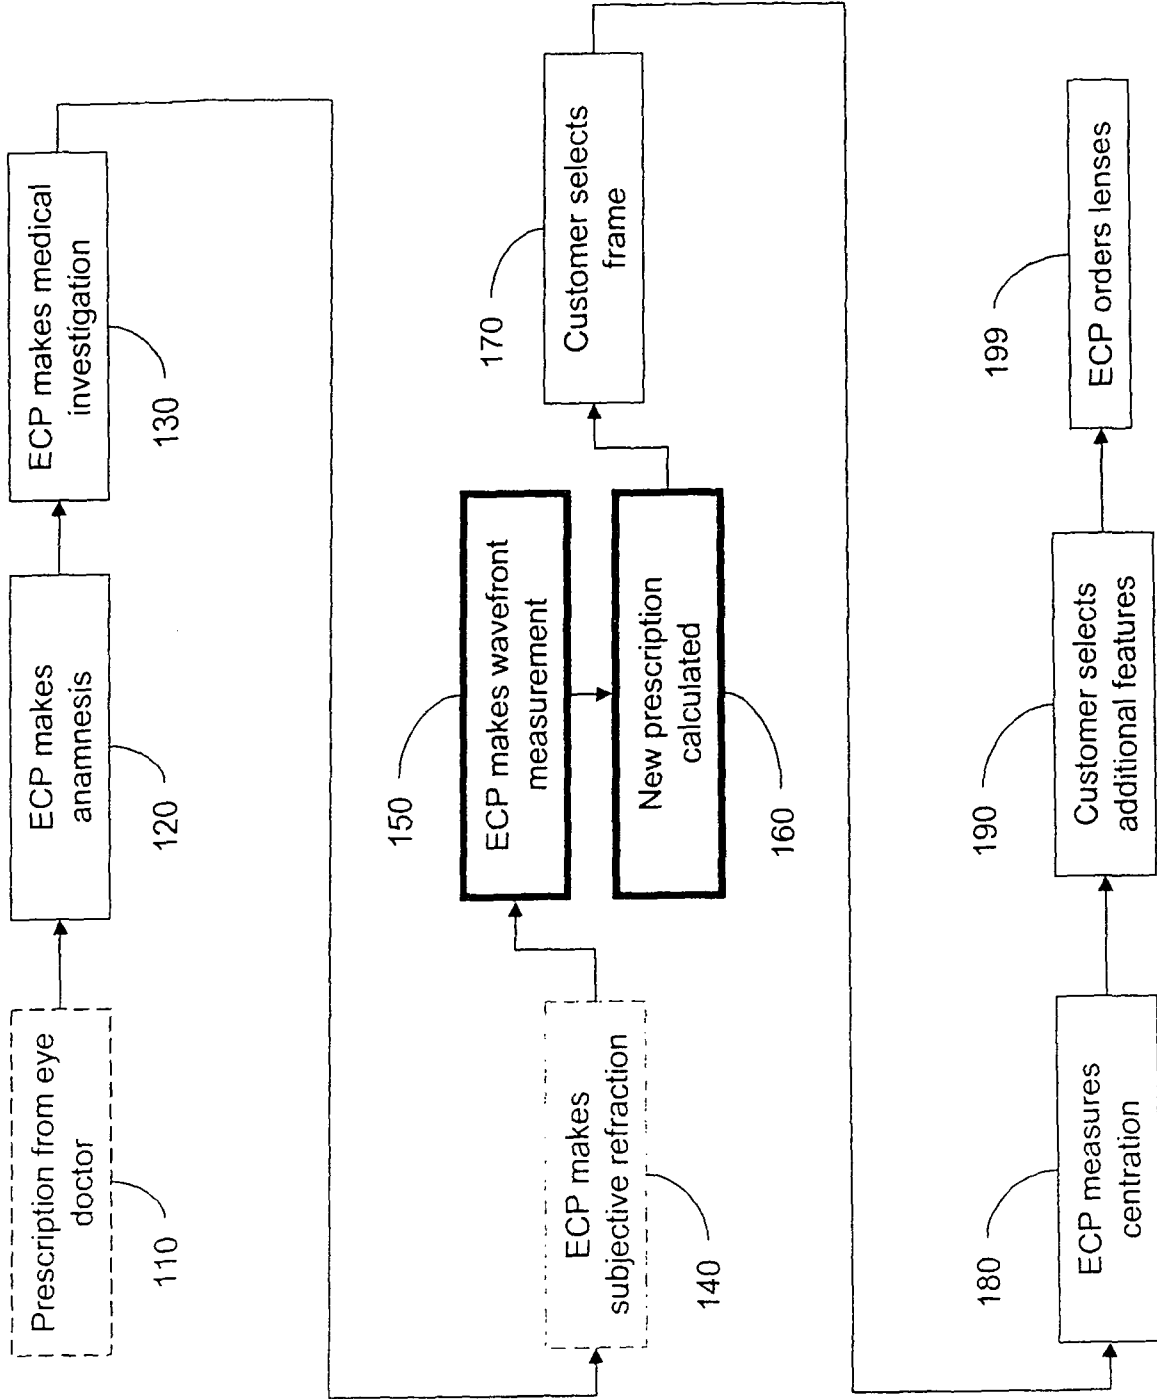 Prescription from eye
doctor
110
ECP makes
anamnesis
120
ECP makes medical
investigation
130
ECP makes
subjective refraction
140
150
ECP makes wavefront
measurement
New prescription
calculated
160
170
Customer selects
frame
180
ECP measures
centration
190
Customer selects
additional features
199
ECP orders lenses